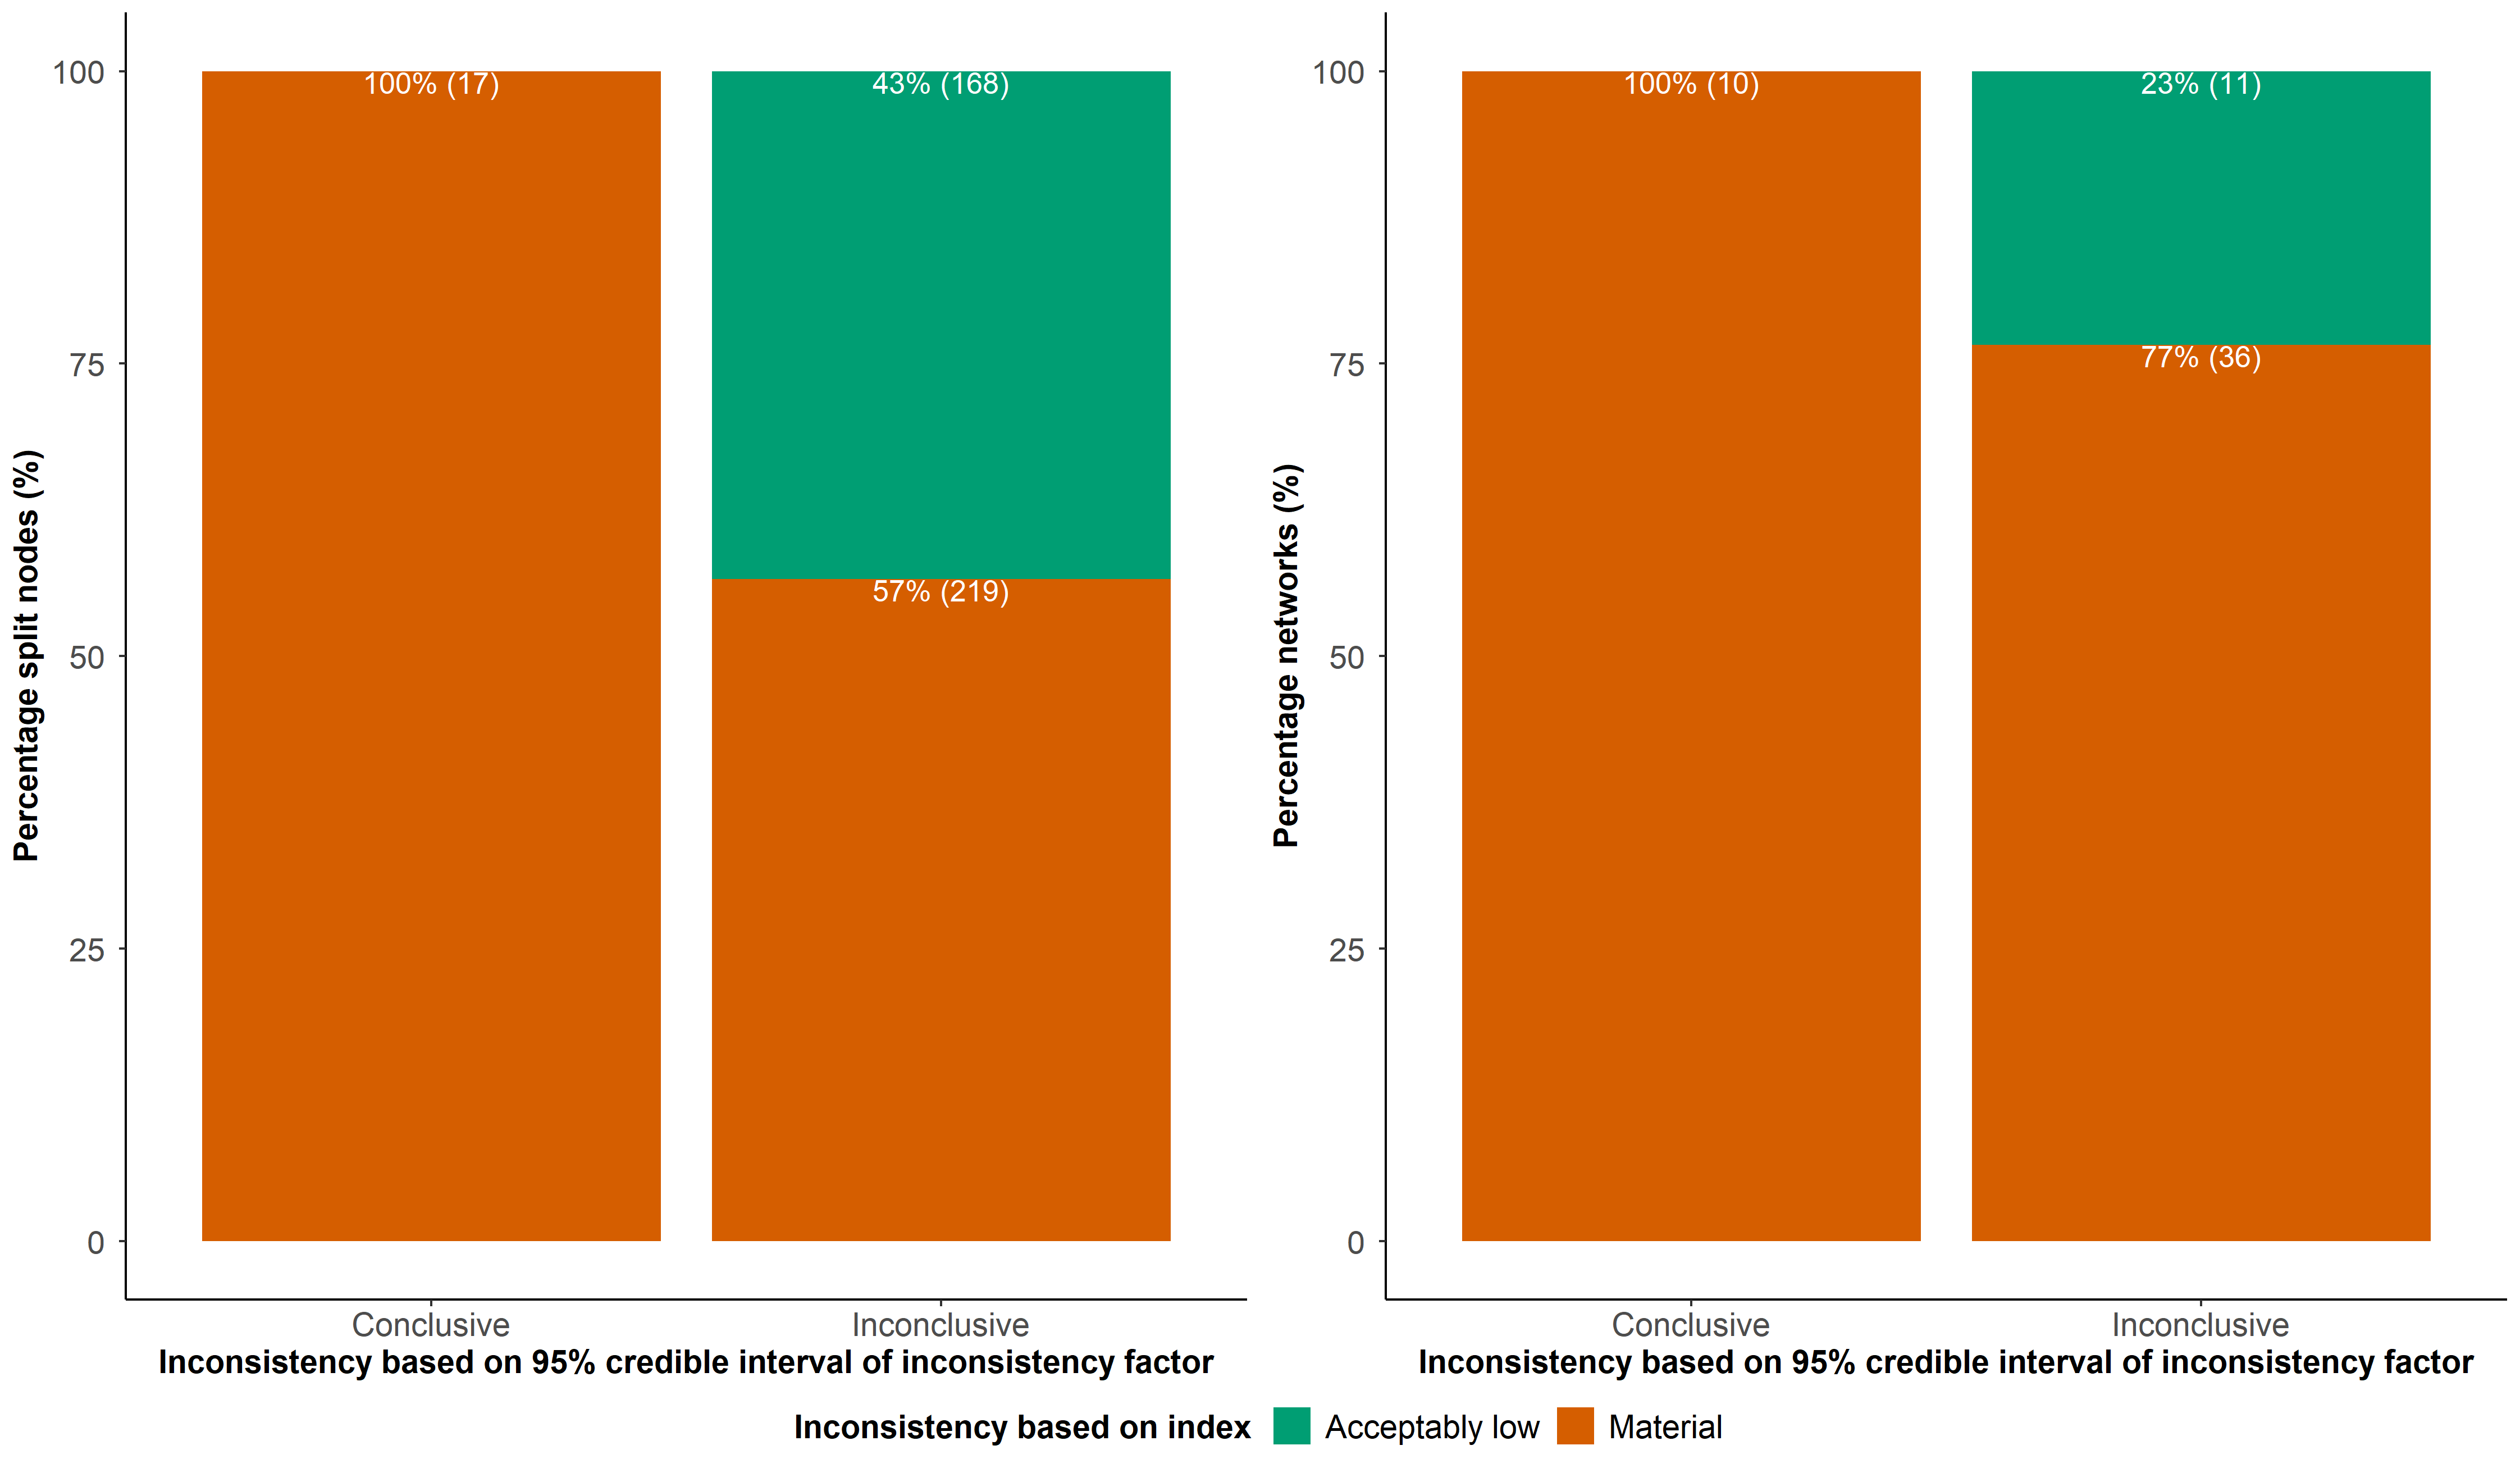 Percentage split nodes (%)
100
75
50
25
0
100% (17)
43% (168)
57% (219)
Conclusive
Inconclusive
Inconsistency based on 95% credible interval of inconsistency factor
Percentage networks (%)
100
75
50
25
0
100% (10)
23% (11)
77% (36)
Conclusive
Inconclusive
Inconsistency based on 95% credible interval of inconsistency factor
Inconsistency based on index
Acceptably low
Material